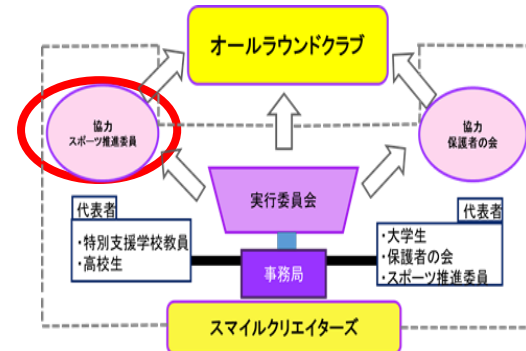 オールラウンドクラブ
協力
スポーツ推進委員
協力
保護者の会
実行委員会
代表者
・特別支援学校教員
・高校生
代表者
・大学生
・保護者の会
・スポーツ推進委員
事務局
スマイルクリエイターズ